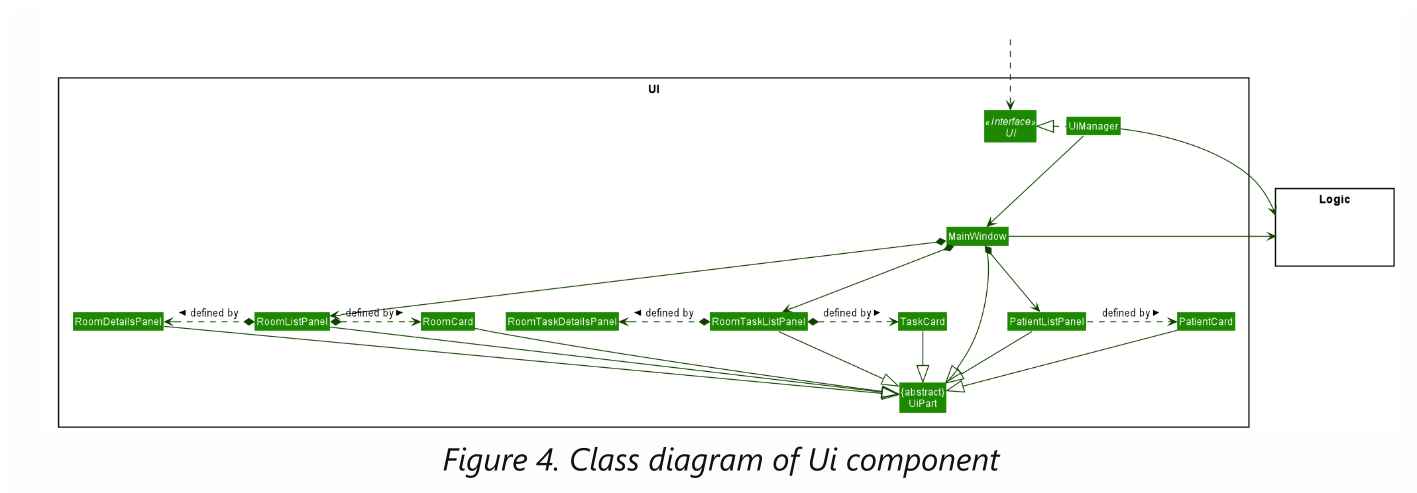 UI
«Interface»
Ui
UiManager
Logic
MainWindow
◄ defined by
defined by ►
◄ defined by
defined by ►
defined by ►
RoomDetailsPanel
RoomListPanel
RoomCard
RoomTaskDetailsPanel
RoomTaskListPanel
TaskCard
PatientListPanel
PatientCard
{abstract}
UiPart
Figure 4. Class diagram of Ui component